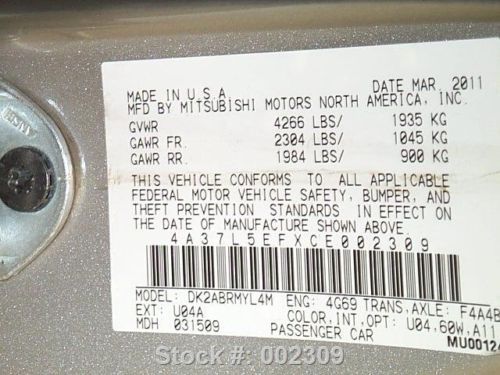 MADE IN U.S.A. DATE MAR, 2011
MFD BY MITSUBISHI MOTORS NORTH AMERICA, INC.
GVWR 4266 LBS/ 1935 KG
GAWR FR. 2304 LBS/ 1045 KG
GAWR RR. 1984 LBS/ 900 KG
THIS VEHICLE CONFORMS TO ALL APPLICABLE
FEDERAL MOTOR VEHICLE SAFETY, BUMPER, AND
THEFT PREVENTION STANDARDS IN EFFECT ON
THE DATE OF MANUFACTURE SHOWN ABOVE.
4A37L5EFXCE002309
MODEL: DK2ABRMYL4M ENG: 4G69 TRANS,AXLE: F4A4B
EXT: U04A COLOR,INT,OPT: U04,60W,A11
MDH 031509 PASSENGER CAR MU00124
Stock #: 002309